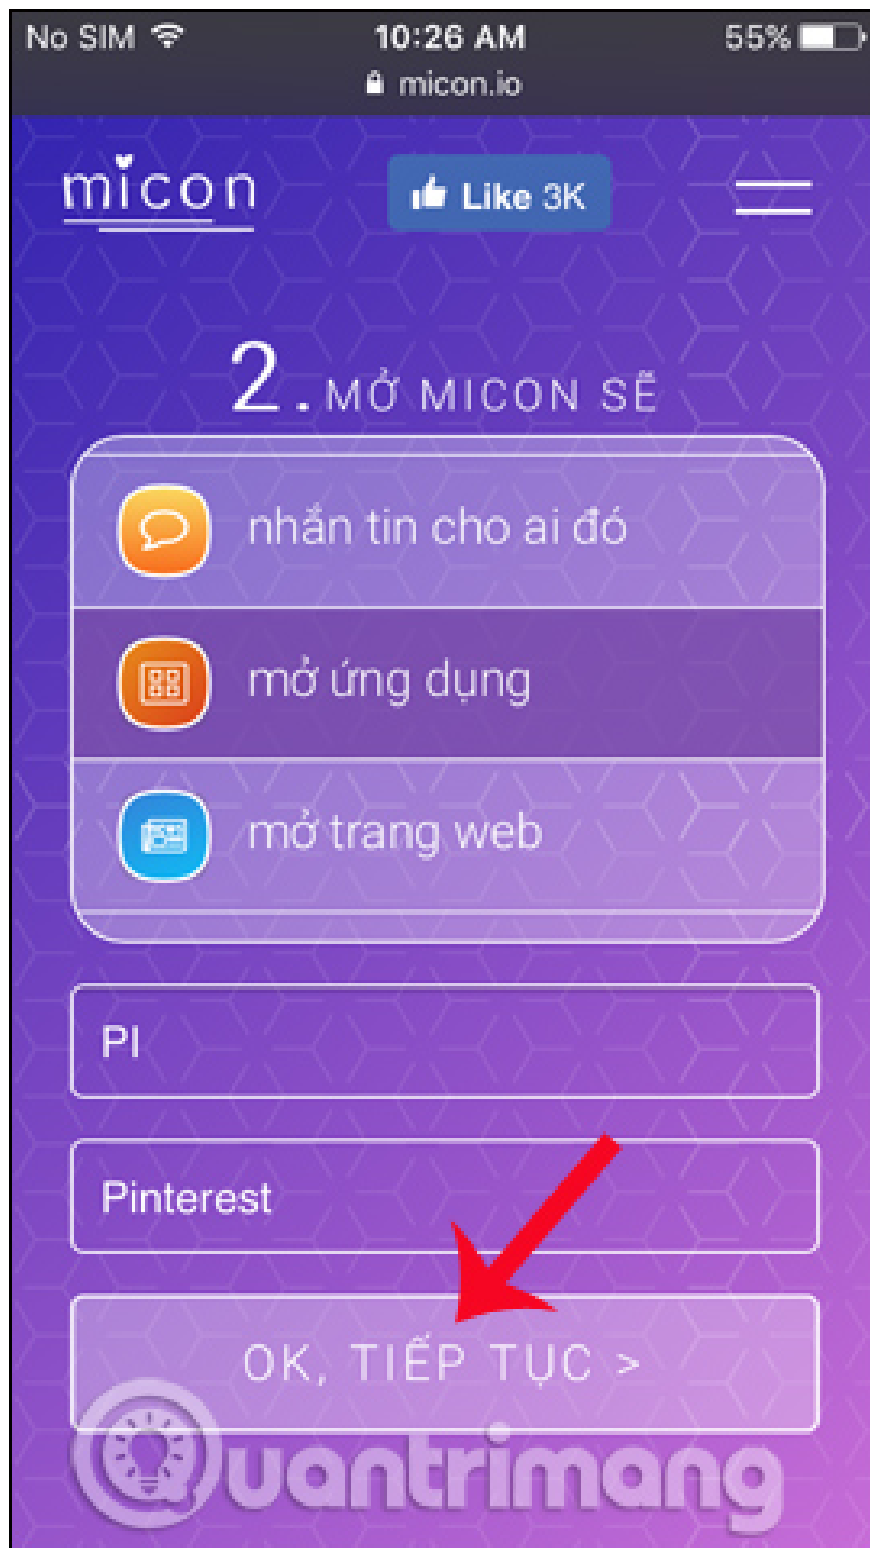 No SIM 10:26 AM 55%
micon.io
micon Like 3K
2. MỞ MICON SẼ
nhắn tin cho ai đó
mở ứng dụng
mở trang web
PI
Pinterest
OK, TIẾP TỤC >
Quantrimang